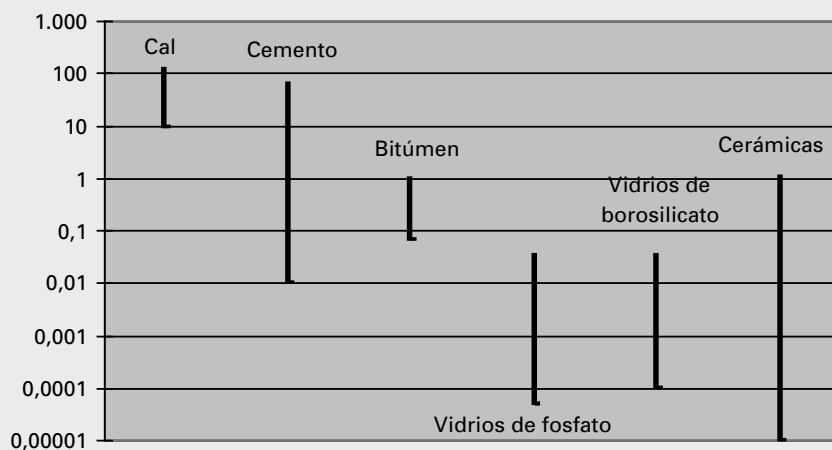 1.000
Cal
Cemento
100
10
Bitúmen
Cerámicas
1
Vidrios de
borosilicato
0,1
0,01
0,001
0,0001
Vidrios de fosfato
0,00001